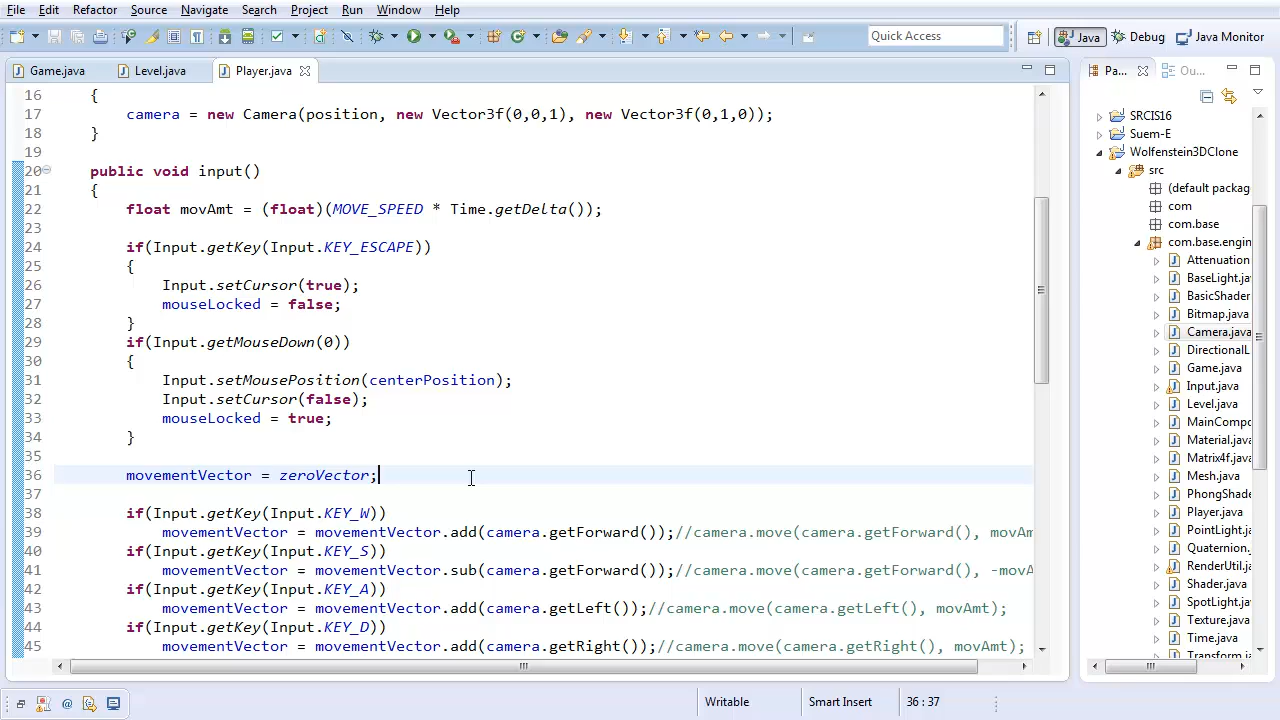 File Edit Refactor Source Navigate Search Project Run Window Help
Quick Access Java Debug Java Monitor
Game.java Level.java Player.java Pa... Ou...
16 {
17 camera = new Camera(position, new Vector3f(0,0,1), new Vector3f(0,1,0));
18 }
19
20 public void input()
21 {
22 float movAmt = (float)(MOVE_SPEED * Time.getDelta());
23
24 if(Input.getKey(Input.KEY_ESCAPE))
25 {
26 Input.setCursor(true);
27 mouseLocked = false;
28 }
29 if(Input.getMouseDown(0))
30 {
31 Input.setMousePosition(centerPosition);
32 Input.setCursor(false);
33 mouseLocked = true;
34 }
35
36 movementVector = zeroVector;
37
38 if(Input.getKey(Input.KEY_W))
39 movementVector = movementVector.add(camera.getForward());//camera.move(camera.getForward(), movAm
40 if(Input.getKey(Input.KEY_S))
41 movementVector = movementVector.sub(camera.getForward());//camera.move(camera.getForward(), -movA
42 if(Input.getKey(Input.KEY_A))
43 movementVector = movementVector.add(camera.getLeft());//camera.move(camera.getLeft(), movAmt);
44 if(Input.getKey(Input.KEY_D))
45 movementVector = movementVector.add(camera.getRight());//camera.move(camera.getRight(), movAmt);
SRCIS16
Suem-E
Wolfenstein3DClone
src
(default packag
com
com.base
com.base.engin
Attenuation
BaseLight.jav
BasicShader
Bitmap.java
Camera.java
DirectionalL
Game.java
Input.java
Level.java
MainCompo
Material.java
Matrix4f.java
Mesh.java
PhongShade
Player.java
PointLight.ja
Quaternion.
RenderUtil.ja
Shader.java
SpotLight.ja
Texture.java
Time.java
Transform.ja
Writable Smart Insert 36 : 37